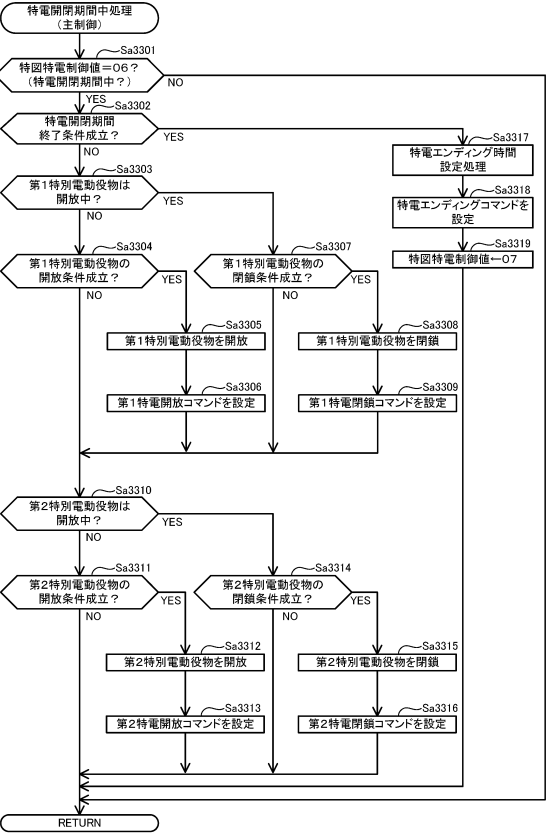 特電開閉期間中処理
(主制御)
Sa3301
特図特電制御値=06?
(特電開閉期間中?)
NO
YES
Sa3302
特電開閉期間
終了条件成立?
YES
NO
Sa3317
特電エンディング時間
設定処理
Sa3318
特電エンディングコマンドを
設定
Sa3319
特図特電制御値←07
Sa3303
第1特別電動役物は
開放中?
YES
NO
Sa3304
第1特別電動役物の
開放条件成立?
YES
NO
Sa3307
第1特別電動役物の
閉鎖条件成立?
YES
NO
Sa3305
第1特別電動役物を開放
Sa3308
第1特別電動役物を閉鎖
Sa3306
第1特電開放コマンドを設定
Sa3309
第1特電閉鎖コマンドを設定
Sa3310
第2特別電動役物は
開放中?
YES
NO
Sa3311
第2特別電動役物の
開放条件成立?
YES
NO
Sa3314
第2特別電動役物の
閉鎖条件成立?
YES
NO
Sa3312
第2特別電動役物を開放
Sa3315
第2特別電動役物を閉鎖
Sa3313
第2特電開放コマンドを設定
Sa3316
第2特電閉鎖コマンドを設定
RETURN